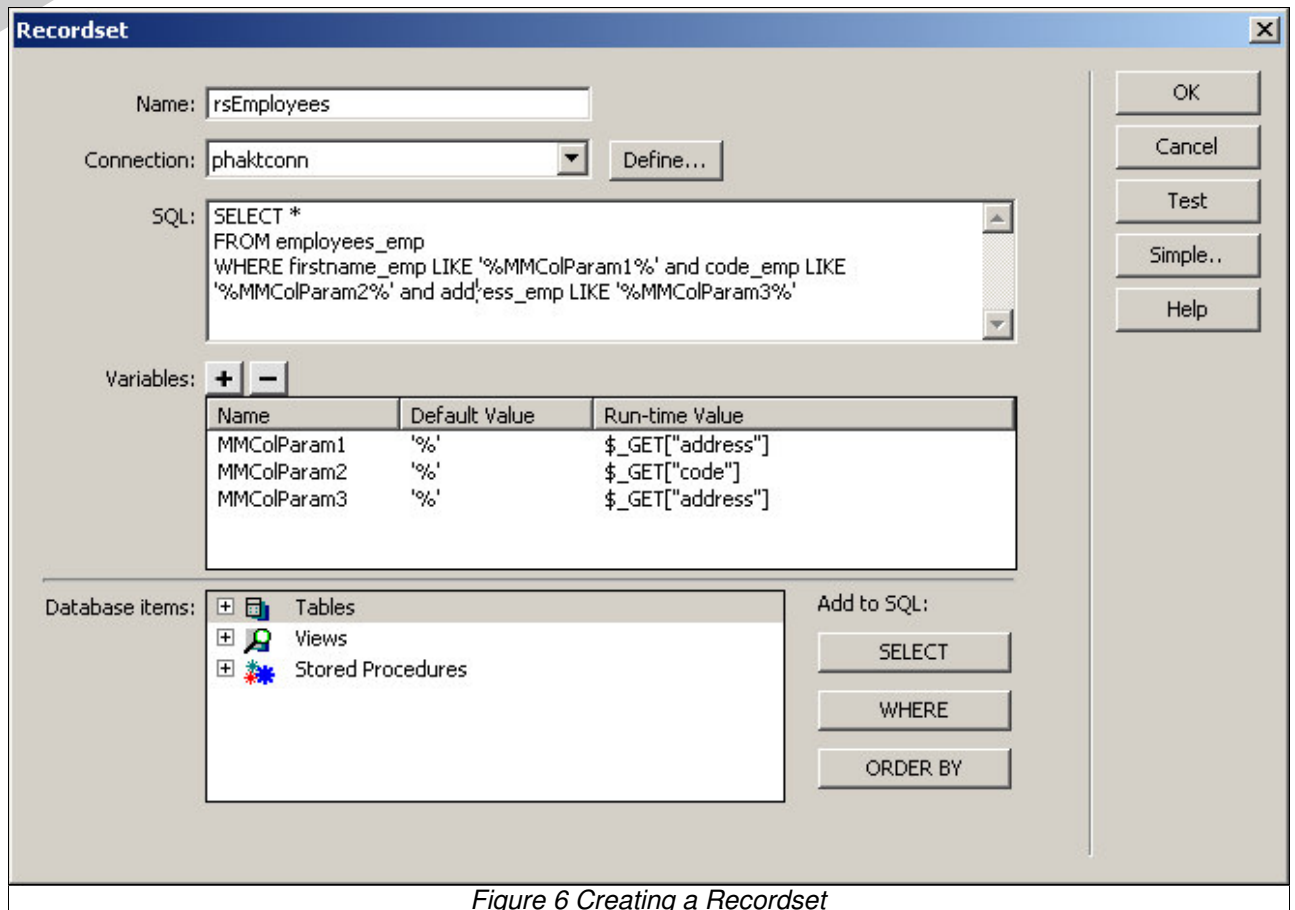 Recordset
Name: rsEmployees
Connection: phaktconn Define...
SQL: SELECT *
FROM employees_emp
WHERE firstname_emp LIKE '%MMColParam1%' and code_emp LIKE
'%MMColParam2%' and address_emp LIKE '%MMColParam3%'
Variables: + −
Name Default Value Run-time Value
MMColParam1 '%' $_GET["address"]
MMColParam2 '%' $_GET["code"]
MMColParam3 '%' $_GET["address"]
Database items: Tables
Views
Stored Procedures
Add to SQL:
SELECT
WHERE
ORDER BY
OK
Cancel
Test
Simple..
Help
Figure 6 Creating a Recordset